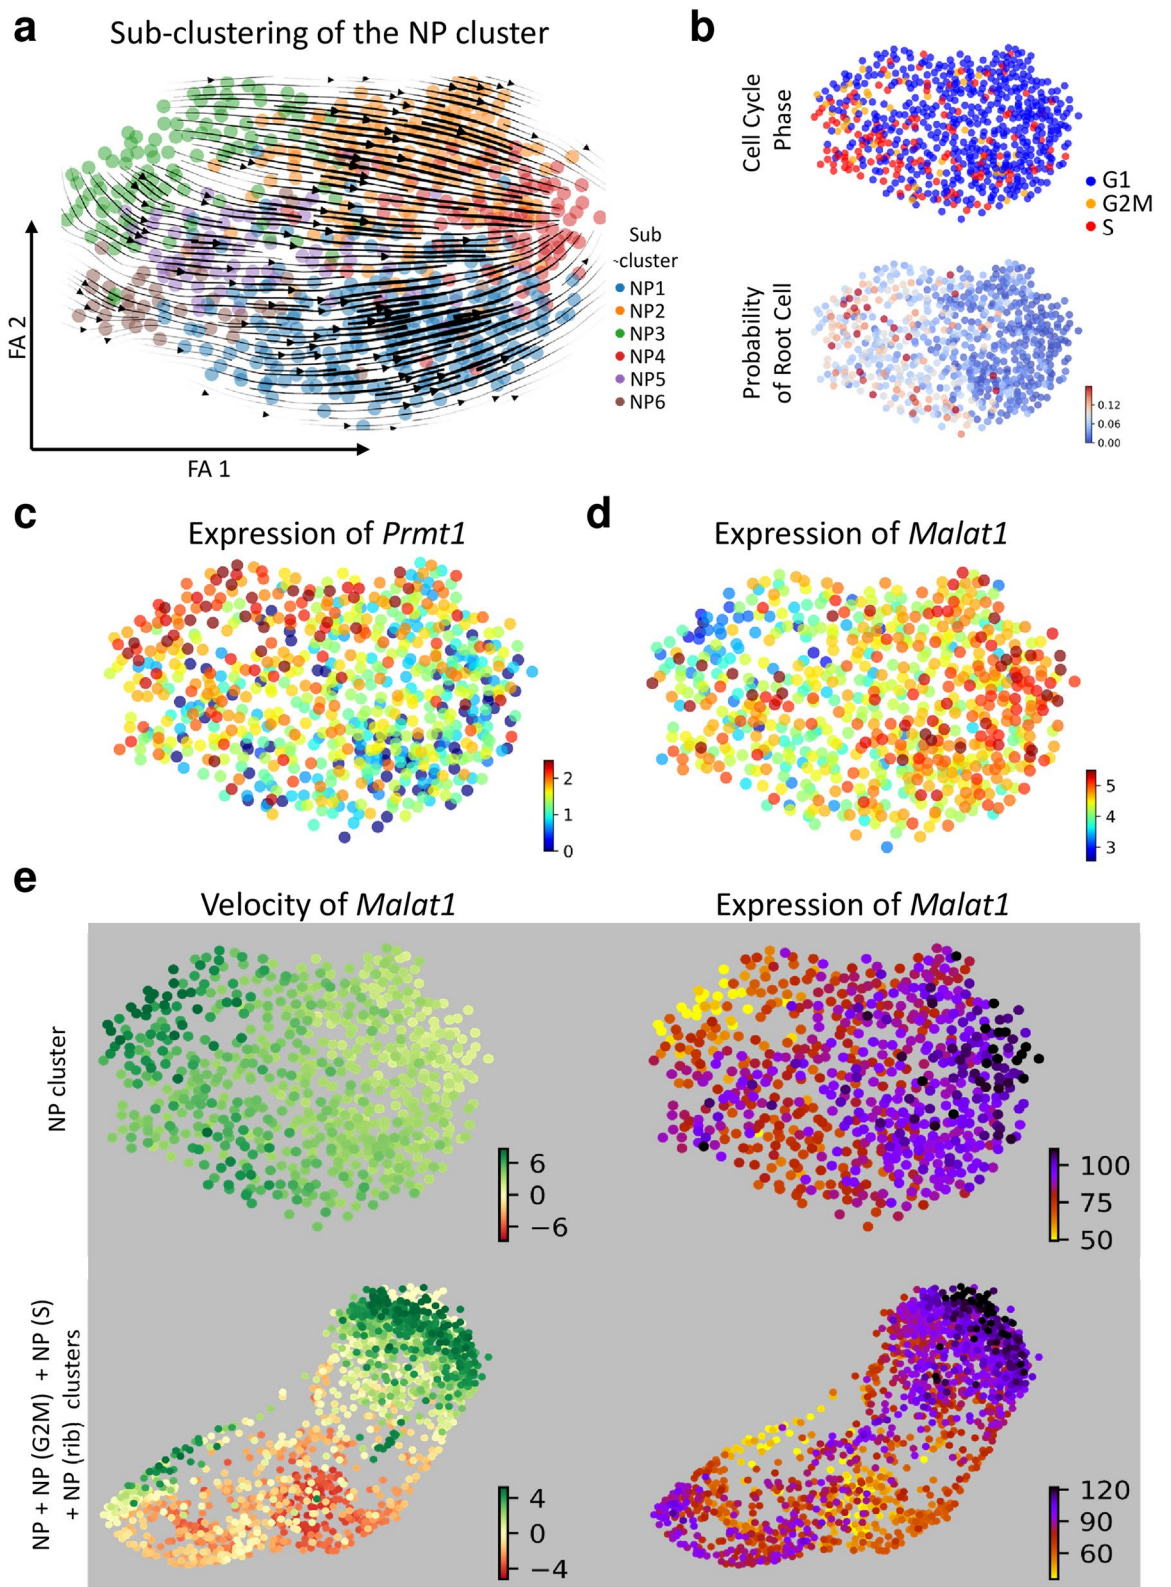 a
Sub-clustering of the NP cluster
FA 2
FA 1
Sub
-cluster
NP1
NP2
NP3
NP4
NP5
NP6
b
Cell Cycle
Phase
G1
G2M
S
Probability
of Root Cell
0.12
0.06
0.00
c
Expression of Prmt1
2
1
0
d
Expression of Malat1
5
4
3
e
Velocity of Malat1
Expression of Malat1
NP cluster
6
0
−6
100
75
50
NP + NP (G2M) + NP (S)
+ NP (rib) clusters
4
0
−4
120
90
60